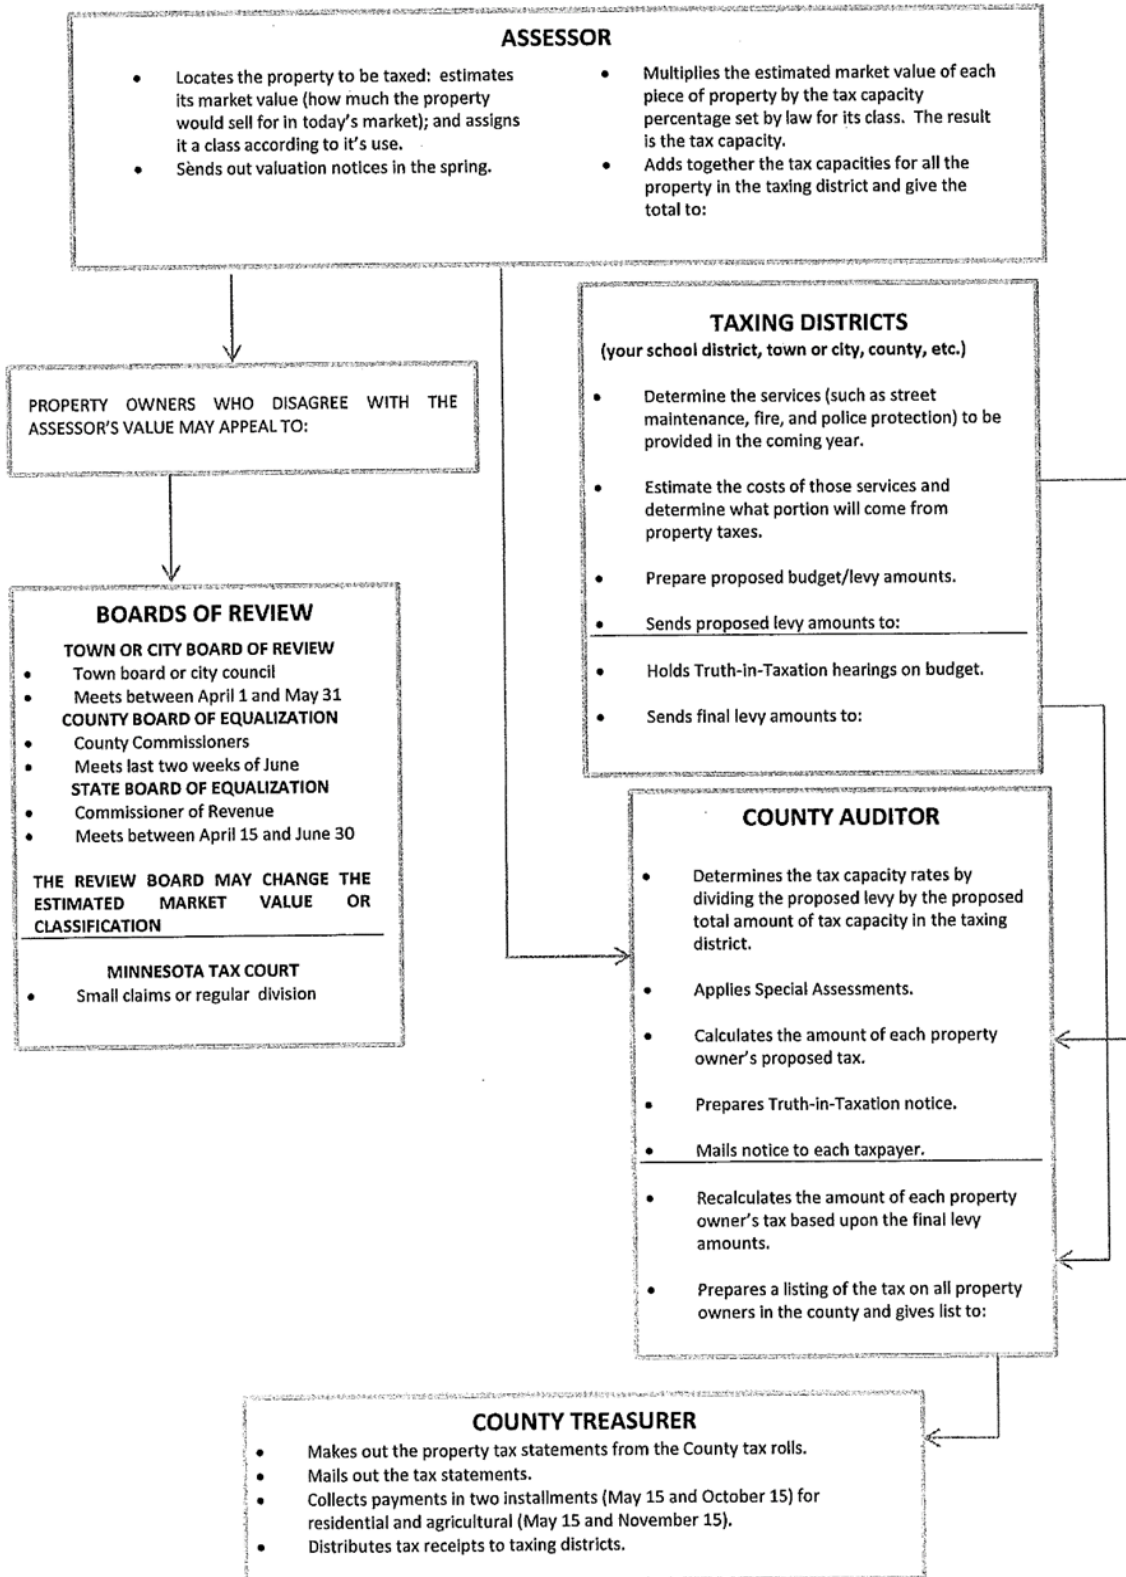 ASSESSOR
• Locates the property to be taxed: estimates
its market value (how much the property
would sell for in today's market); and assigns
it a class according to it's use.
• Sends out valuation notices in the spring.
• Multiplies the estimated market value of each
piece of property by the tax capacity
percentage set by law for its class. The result
is the tax capacity.
• Adds together the tax capacities for all the
property in the taxing district and give the
total to:
PROPERTY OWNERS WHO DISAGREE WITH THE
ASSESSOR'S VALUE MAY APPEAL TO:
BOARDS OF REVIEW
TOWN OR CITY BOARD OF REVIEW
• Town board or city council
• Meets between April 1 and May 31
COUNTY BOARD OF EQUALIZATION
• County Commissioners
• Meets last two weeks of June
STATE BOARD OF EQUALIZATION
• Commissioner of Revenue
• Meets between April 15 and June 30
THE REVIEW BOARD MAY CHANGE THE
ESTIMATED MARKET VALUE OR
CLASSIFICATION
MINNESOTA TAX COURT
• Small claims or regular division
TAXING DISTRICTS
(your school district, town or city, county, etc.)
• Determine the services (such as street
maintenance, fire, and police protection) to be
provided in the coming year.
• Estimate the costs of those services and
determine what portion will come from
property taxes.
• Prepare proposed budget/levy amounts.
• Sends proposed levy amounts to:
• Holds Truth-in-Taxation hearings on budget.
• Sends final levy amounts to:
COUNTY AUDITOR
• Determines the tax capacity rates by
dividing the proposed levy by the proposed
total amount of tax capacity in the taxing
district.
• Applies Special Assessments.
• Calculates the amount of each property
owner's proposed tax.
• Prepares Truth-in-Taxation notice.
• Mails notice to each taxpayer.
• Recalculates the amount of each property
owner's tax based upon the final levy
amounts.
• Prepares a listing of the tax on all property
owners in the county and gives list to:
COUNTY TREASURER
• Makes out the property tax statements from the County tax rolls.
• Mails out the tax statements.
• Collects payments in two installments (May 15 and October 15) for
residential and agricultural (May 15 and November 15).
• Distributes tax receipts to taxing districts.